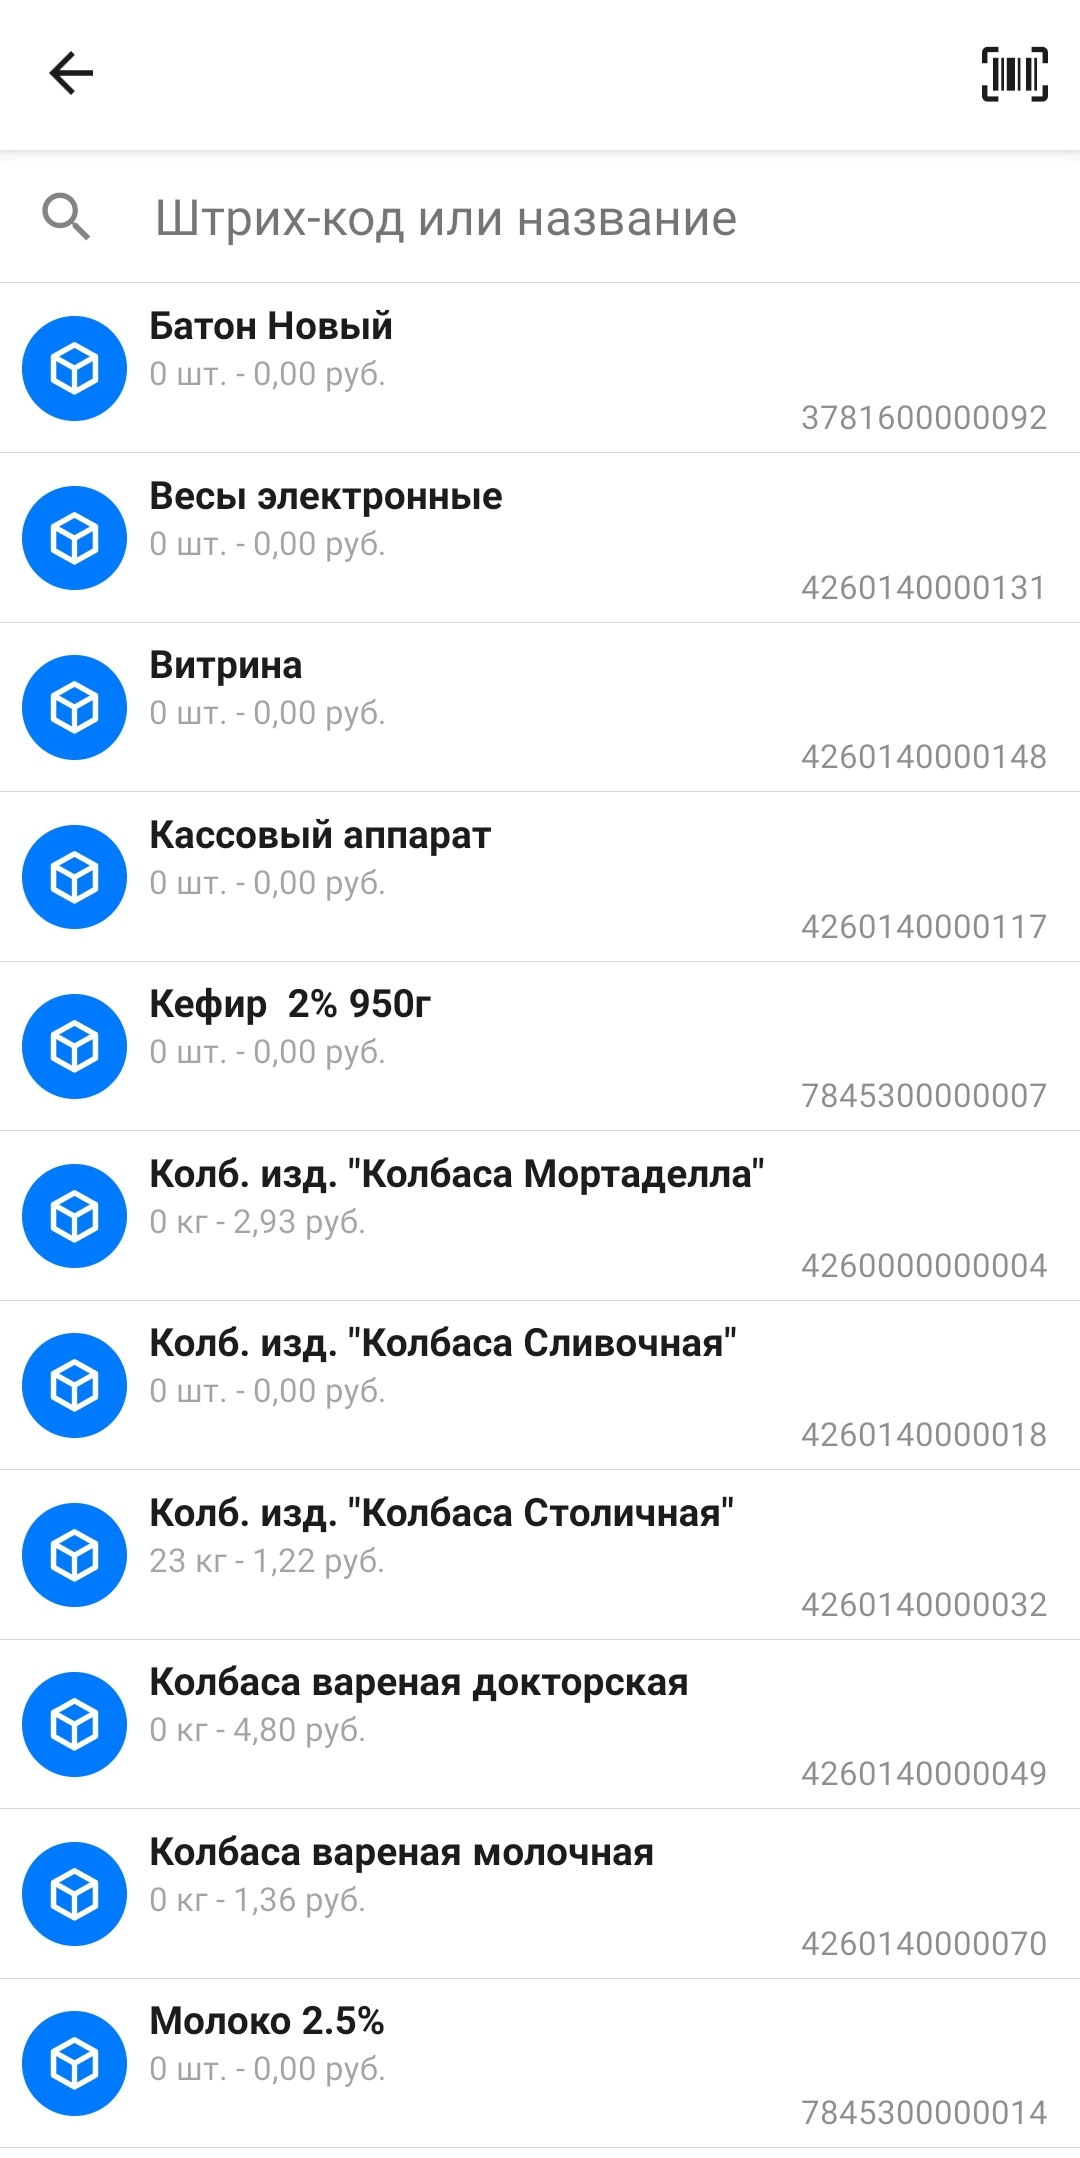 Штрих-код или название
Батон Новый
0 шт. - 0,00 руб.
3781600000092
Весы электронные
0 шт. - 0,00 руб.
4260140000131
Витрина
0 шт. - 0,00 руб.
4260140000148
Кассовый аппарат
0 шт. - 0,00 руб.
4260140000117
Кефир  2% 950г
0 шт. - 0,00 руб.
7845300000007
Колб. изд. "Колбаса Мортаделла"
0 кг - 2,93 руб.
4260000000004
Колб. изд. "Колбаса Сливочная"
0 шт. - 0,00 руб.
4260140000018
Колб. изд. "Колбаса Столичная"
23 кг - 1,22 руб.
4260140000032
Колбаса вареная докторская
0 кг - 4,80 руб.
4260140000049
Колбаса вареная молочная
0 кг - 1,36 руб.
4260140000070
Молоко 2.5%
0 шт. - 0,00 руб.
7845300000014